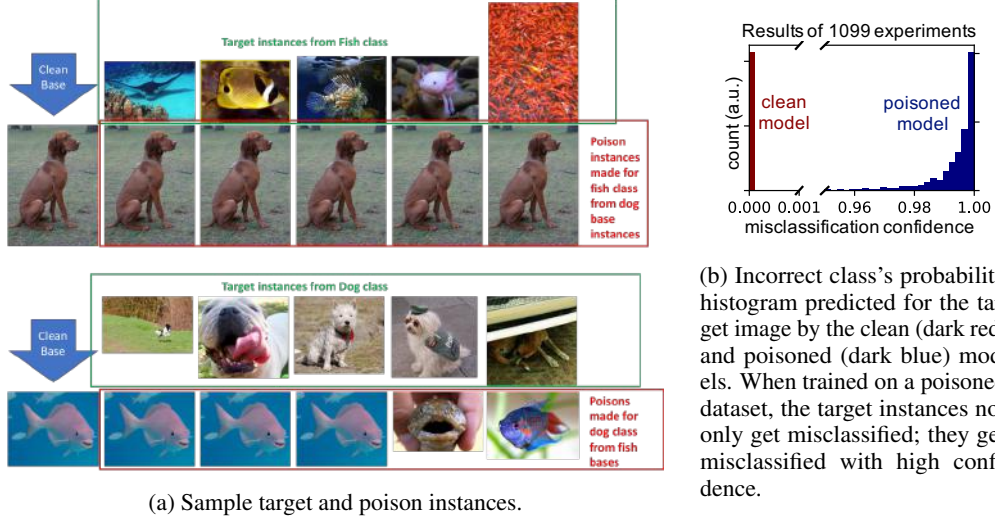 Target instances from Fish class
Clean
Base
Poison
instances
made for
fish class
from dog
base
instances
Target instances from Dog class
Clean
Base
Poisons
made for
dog class
from fish
bases
(a) Sample target and poison instances.
Results of 1099 experiments
count (a.u.)
clean
model
poisoned
model
0.000 0.001 0.96 0.98 1.00
misclassification confidence
(b) Incorrect class's probabilit
histogram predicted for the tar
get image by the clean (dark red
and poisoned (dark blue) mod
els. When trained on a poisone
dataset, the target instances no
only get misclassified; they ge
misclassified with high conf
dence.